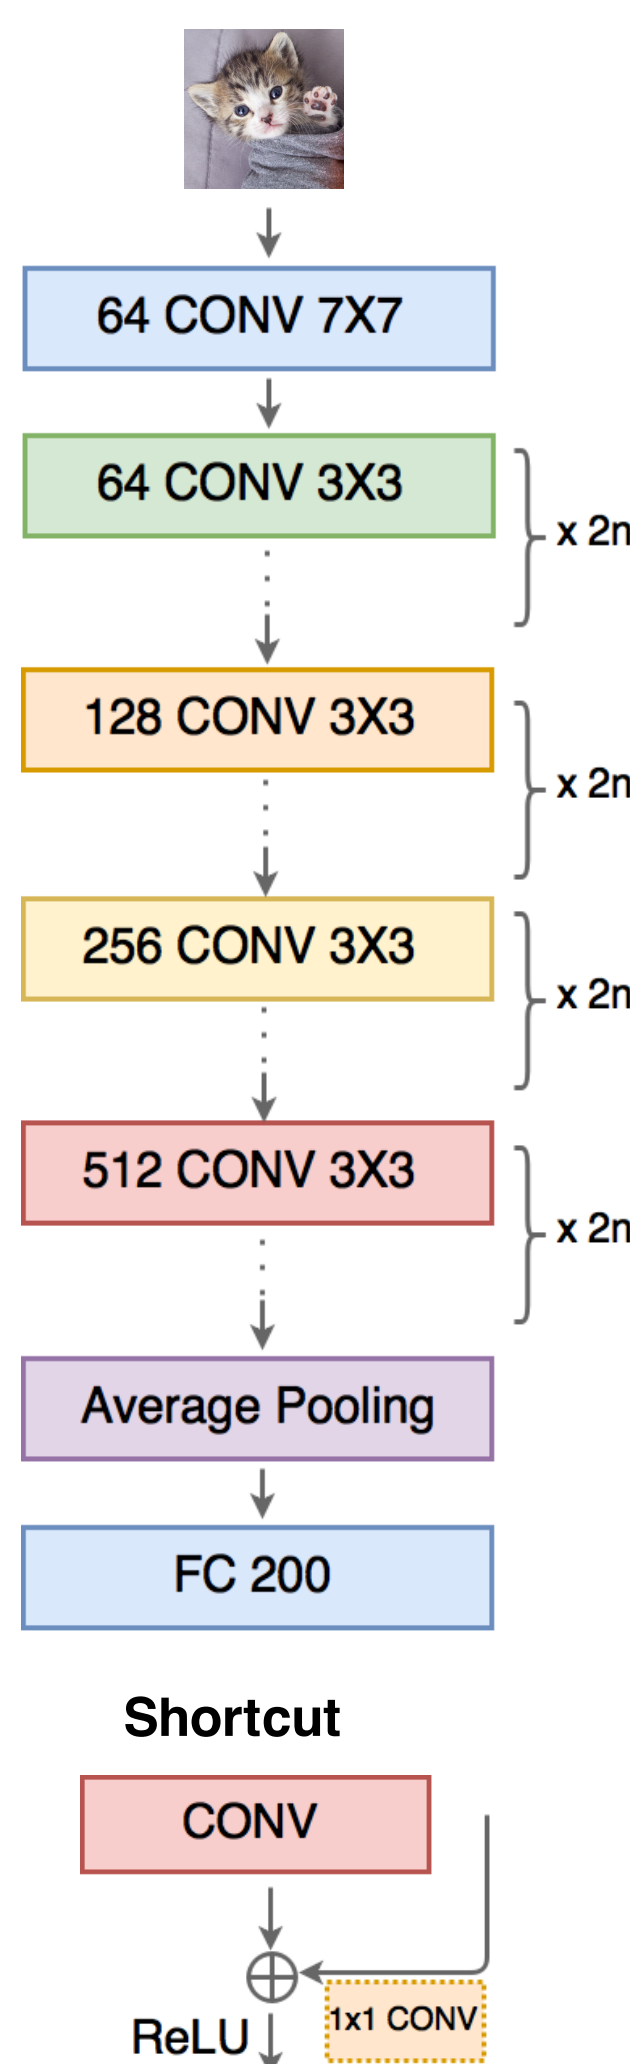 64 CONV 7X7
64 CONV 3X3
x 2n
128 CONV 3X3
x 2n
256 CONV 3X3
x 2n
512 CONV 3X3
x 2n
Average Pooling
FC 200
Shortcut
CONV
1x1 CONV
ReLU